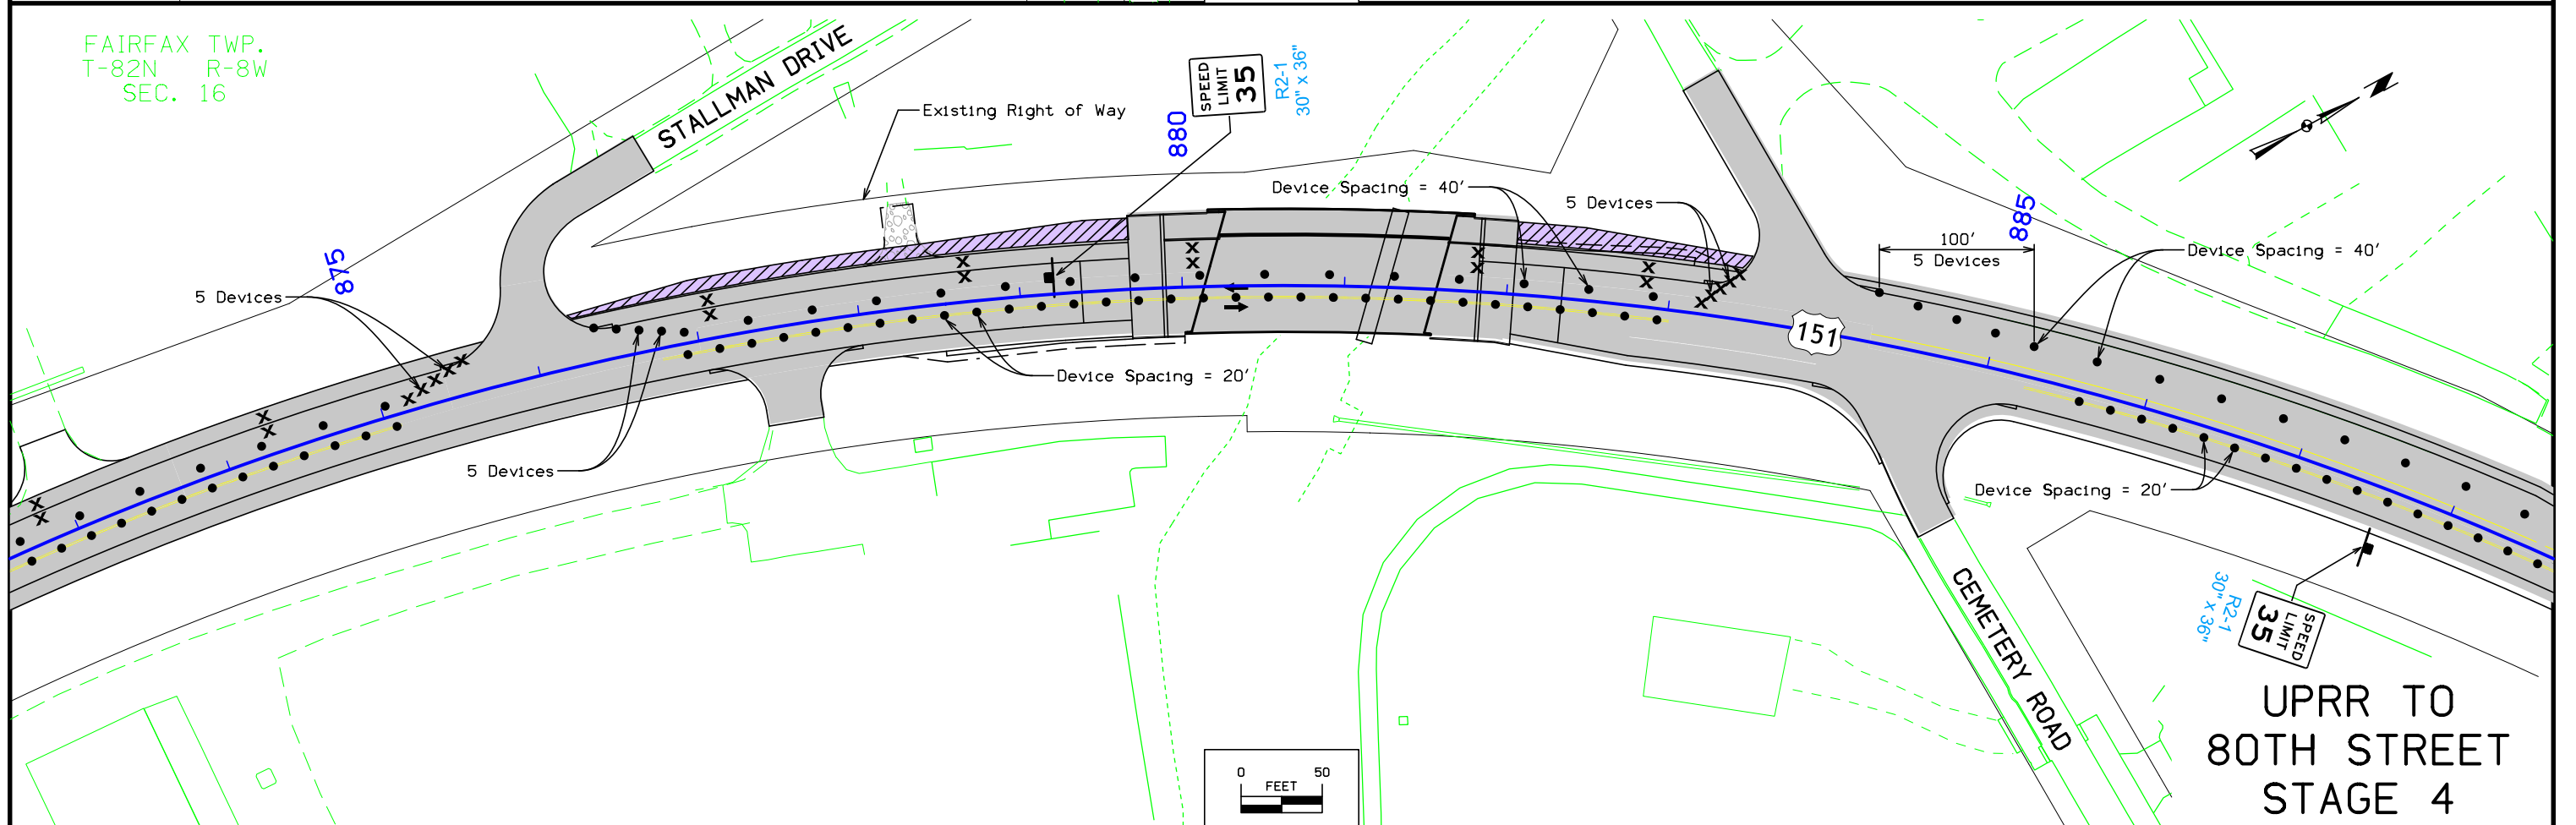 FAIRFAX TWP.
T-82N R-8W
SEC. 16
STALLMAN DRIVE
Existing Right of Way
880
SPEED
LIMIT
35
R2-1
30" x 36"
Device Spacing = 40'
5 Devices
875
5 Devices
5 Devices
Device Spacing = 20'
151
100'
5 Devices
885
Device Spacing = 40'
Device Spacing = 20'
N
CEMETERY ROAD
R2-1
30" x 36"
SPEED
LIMIT
35
0 50
FEET
UPRR TO
80TH STREET
STAGE 4